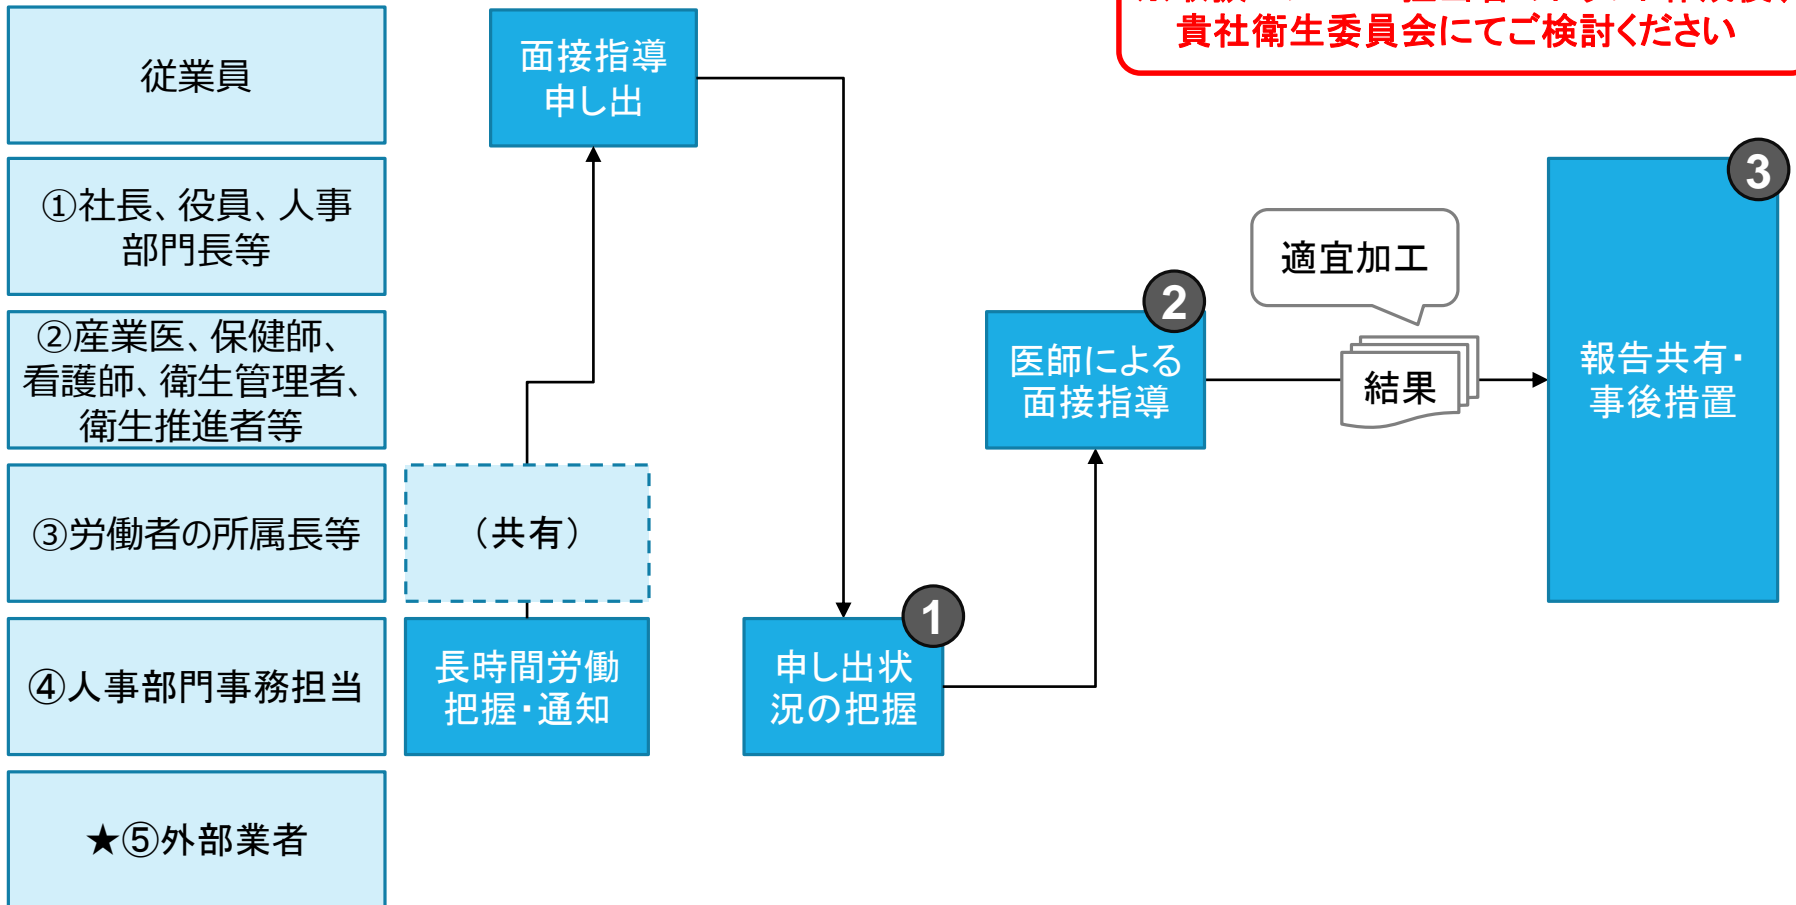 貴社衛生委員会にてご検討ください
従業員
面接指導
申し出
①社長、役員、人事
部門長等
3
適宜加工
②産業医、保健師、
看護師、衛生管理者、
衛生推進者等
2
医師による
面接指導
結果
報告共有・
事後措置
③労働者の所属長等
（共有）
1
④人事部門事務担当
長時間労働
把握・通知
申し出状
況の把握
★⑤外部業者